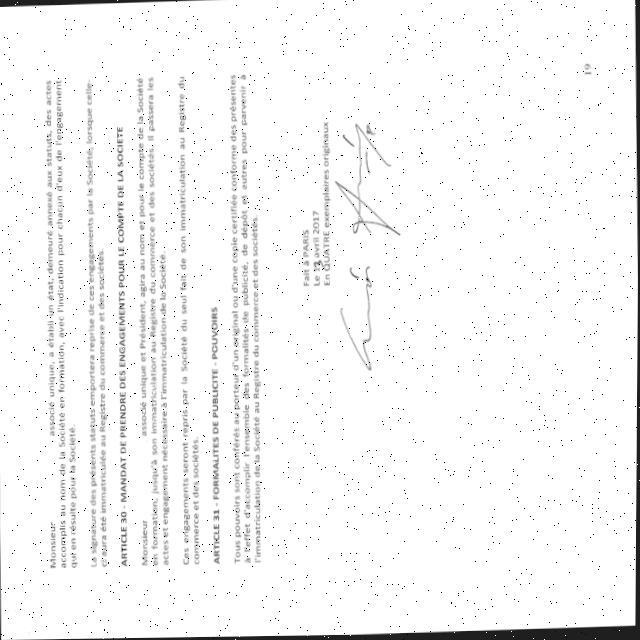 Monsieur associé unique, a établi un état, demeuré annexé aux statuts, des actes
accomplis au nom de la Société en formation, avec l'indication pour chacun d'eux de l'engagement
qui en résulte pour la Société.
La signature des présents statuts emportera reprise de ces engagements par la Société, lorsque celle-
ci aura été immatriculée au Registre du commerce et des sociétés.
ARTICLE 30 - MANDAT DE PRENDRE DES ENGAGEMENTS POUR LE COMPTE DE LA SOCIETE
Monsieur associé unique et Président, agira au nom et pour le compte de la Société
en formation, jusqu'à son immatriculation au Registre du commerce et des sociétés. Il passera les
actes et engagement nécessaire à l'immatriculation de la Société.
Ces engagements seront repris par la Société du seul fait de son immatriculation au Registre du
commerce et des sociétés.
ARTICLE 31 - FORMALITES DE PUBLICITE - POUVOIRS
Tous pouvoirs sont conférés au porteur d'un original ou d'une copie certifiée conforme des présentes
à l'effet d'accomplir l'ensemble des formalités de publicité, de dépôt et autres pour parvenir à
l'immatriculation de la Société au Registre du commerce et des sociétés.
Fait à PARIS
Le avril 2017
En QUATRE exemplaires originaux
19